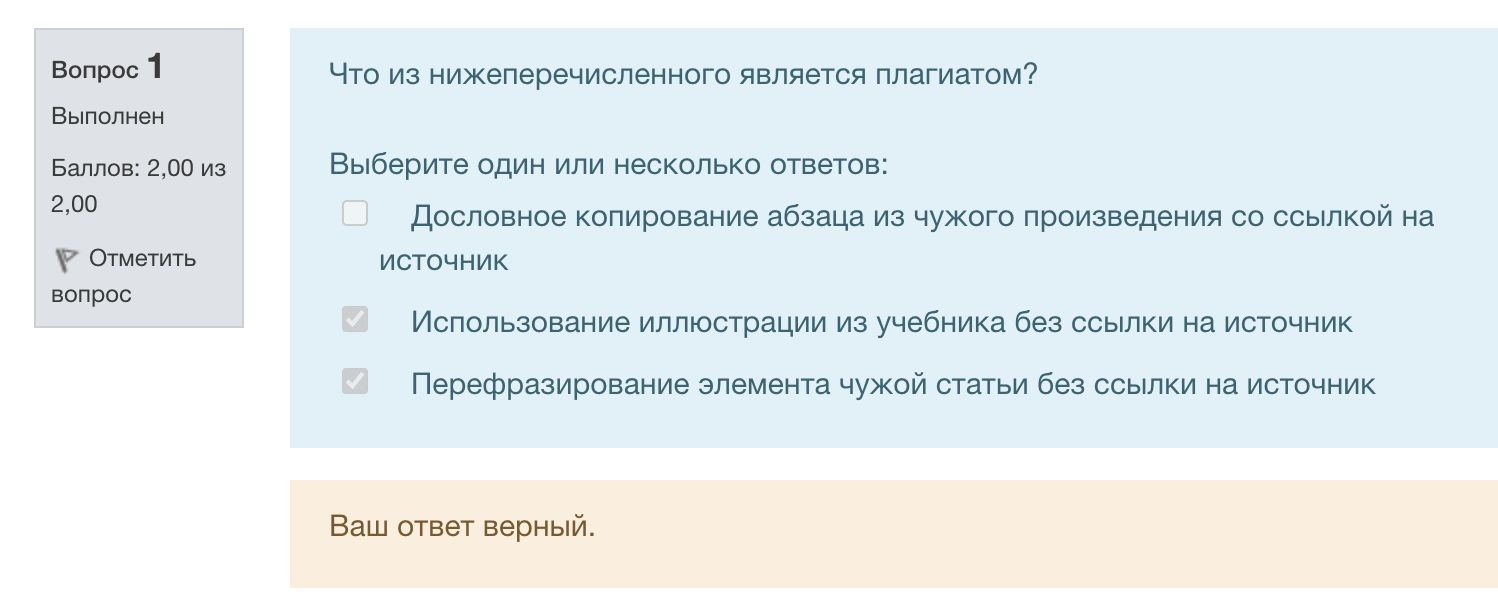 Вопрос 1
Выполнен
Баллов: 2,00 из
2,00
Отметить
вопрос
Что из нижеперечисленного является плагиатом?
Выберите один или несколько ответов:
Дословное копирование абзаца из чужого произведения со ссылкой на
источник
Использование иллюстрации из учебника без ссылки на источник
Перефразирование элемента чужой статьи без ссылки на источник
Ваш ответ верный.